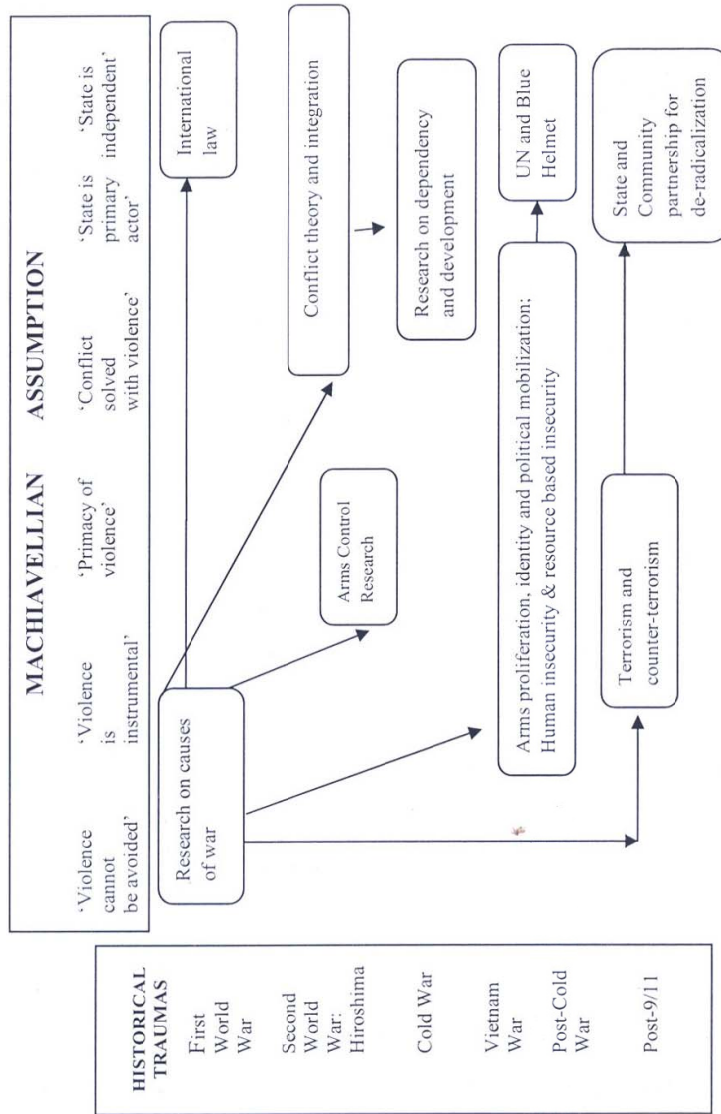 MACHIAVELLIAN ASSUMPTION
‘Violence
cannot
be avoided’
‘Violence
is
instrumental’
‘Primacy of
violence’
‘Conflict
solved
with violence’
‘State is
primary
actor’
‘State is
independent’
HISTORICAL
TRAUMAS
First
World
War
Second
World
War:
Hiroshima
Cold War
Vietnam
War
Post-Cold
War
Post-9/11
Research on causes
of war
International
law
Arms Control
Research
Conflict theory and integration
Research on dependency
and development
Arms proliferation, identity and political mobilization:
Human insecurity & resource based insecurity
UN and Blue
Helmet
Terrorism and
counter-terrorism
State and
Community
partnership for
de-radicalization